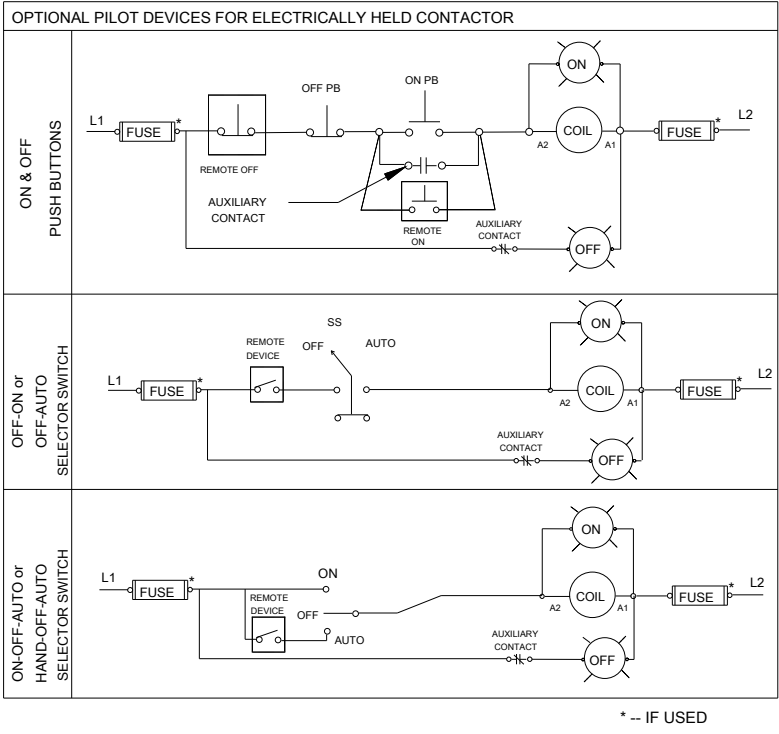 OPTIONAL PILOT DEVICES FOR ELECTRICALLY HELD CONTACTOR
ON & OFF
PUSH BUTTONS
L1
FUSE
*
REMOTE OFF
OFF PB
ON PB
AUXILIARY
CONTACT
REMOTE
ON
AUXILIARY
CONTACT
ON
COIL
A2
A1
OFF
FUSE
*
L2
OFF-ON or
OFF-AUTO
SELECTOR SWITCH
L1
FUSE
*
REMOTE
DEVICE
SS
OFF
AUTO
AUXILIARY
CONTACT
ON
COIL
A2
A1
OFF
FUSE
*
L2
ON-OFF-AUTO or
HAND-OFF-AUTO
SELECTOR SWITCH
L1
FUSE
*
REMOTE
DEVICE
ON
OFF
AUTO
AUXILIARY
CONTACT
ON
COIL
A2
A1
OFF
FUSE
*
L2
* -- IF USED